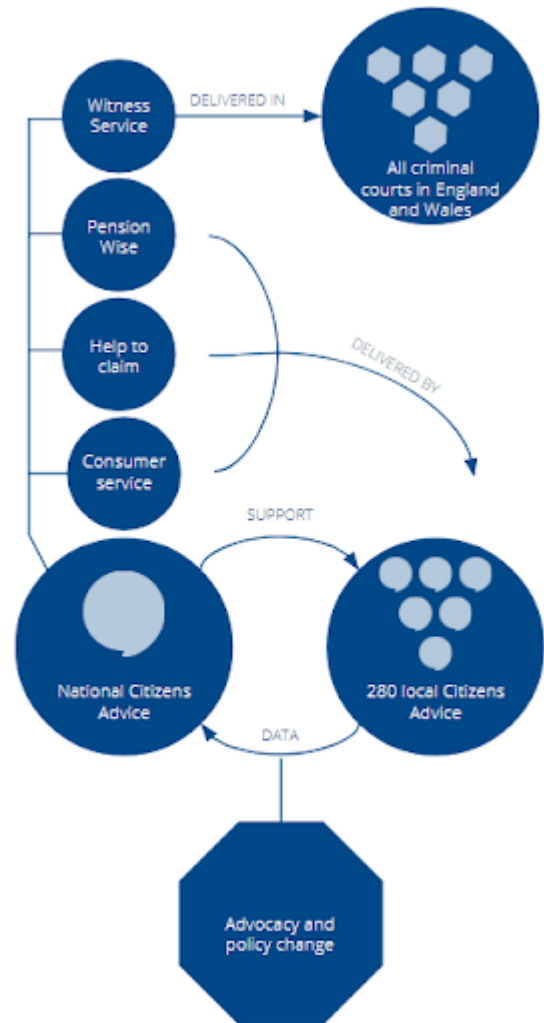 Witness
Service
DELIVERED IN
All criminal
courts in England
and Wales
Pension
Wise
Help to
claim
DELIVERED BY
Consumer
service
SUPPORT
National Citizens
Advice
280 local Citizens
Advice
DATA
Advocacy and
policy change